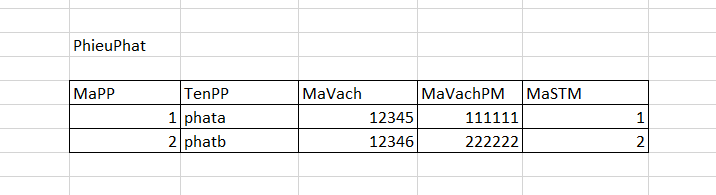 PhieuPhat
MaPP TenPP MaVach MaVachPM MaSTM
1 phata 12345 111111 1
2 phatb 12346 222222 2